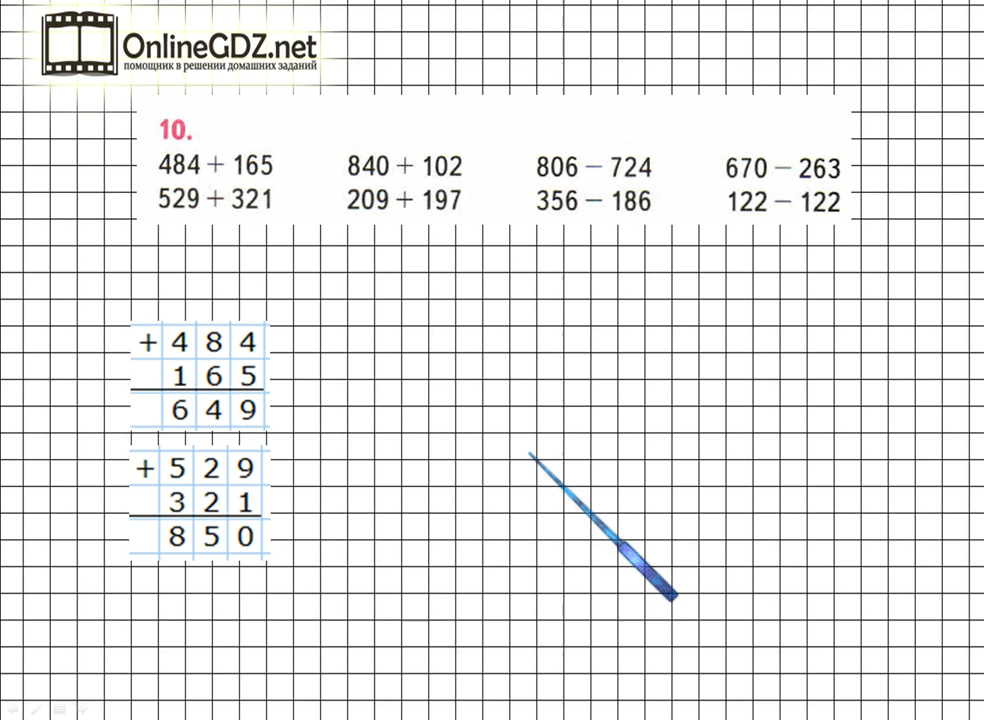 OnlineGDZ.net
помощник в решении домашних заданий
10.
484 + 165 840 + 102 806 − 724 670 − 263
529 + 321 209 + 197 356 − 186 122 − 122
+ 4 8 4
1 6 5
6 4 9
+ 5 2 9
3 2 1
8 5 0